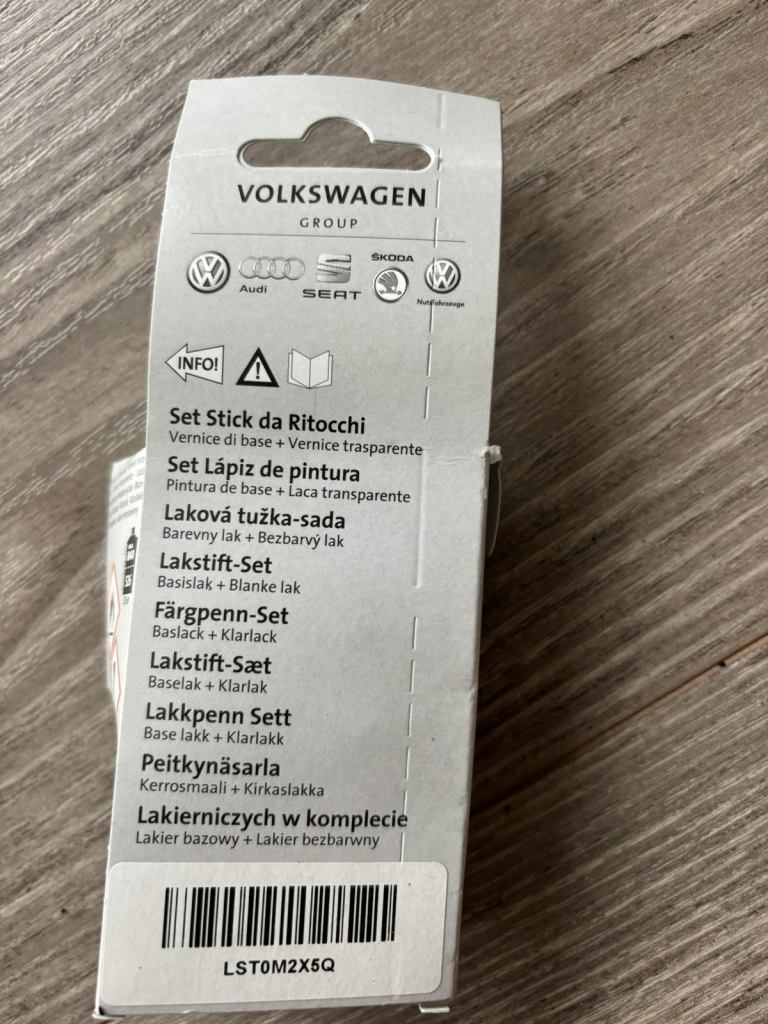 VOLKSWAGEN
GROUP
Audi
SEAT
ŠKODA
Nutzfahrzeuge
INFO!
Set Stick da Ritocchi
Vernice di base + Vernice trasparente
Set Lápiz de pintura
Pintura de base + Laca transparente
Laková tužka-sada
Barevny lak + Bezbarvý lak
Lakstift-Set
Basislak + Blanke lak
Färgpenn-Set
Baslack + Klarlack
Lakstift-Sæt
Baselak + Klarlak
Lakkpenn Sett
Base lakk + Klarlakk
Peitkynäsarla
Kerrosmaali + Kirkaslakka
Lakierniczych w komplecie
Lakier bazowy + Lakier bezbarwny
LST0M2X5Q